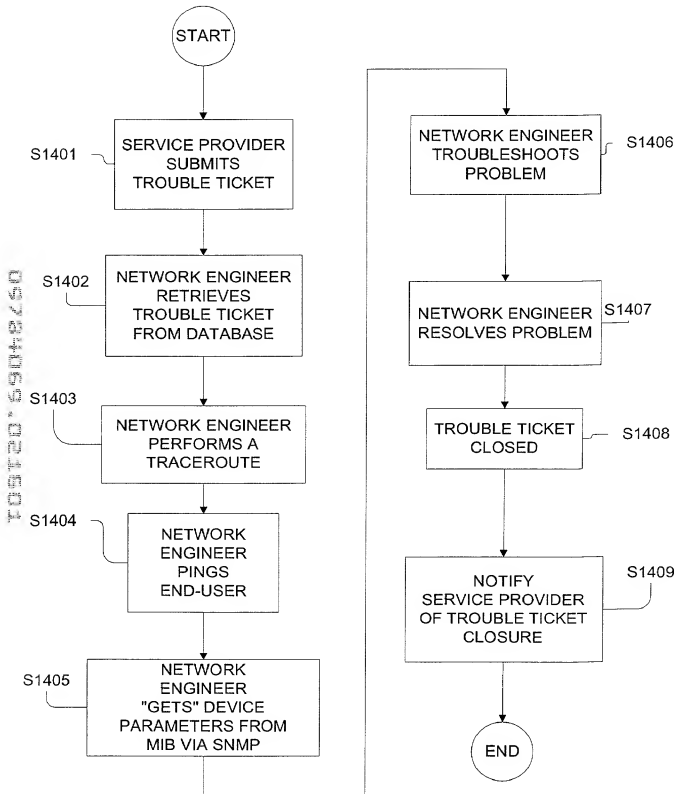 START
S1401
SERVICE PROVIDER
SUBMITS
TROUBLE TICKET
S1402
NETWORK ENGINEER
RETRIEVES
TROUBLE TICKET
FROM DATABASE
S1403
NETWORK ENGINEER
PERFORMS A
TRACEROUTE
S1404
NETWORK
ENGINEER
PINGS
END-USER
S1405
NETWORK
ENGINEER
"GETS" DEVICE
PARAMETERS FROM
MIB VIA SNMP
NETWORK ENGINEER
TROUBLESHOOTS
PROBLEM
S1406
NETWORK ENGINEER
RESOLVES PROBLEM
S1407
TROUBLE TICKET
CLOSED
S1408
NOTIFY
SERVICE PROVIDER
OF TROUBLE TICKET
CLOSURE
S1409
END